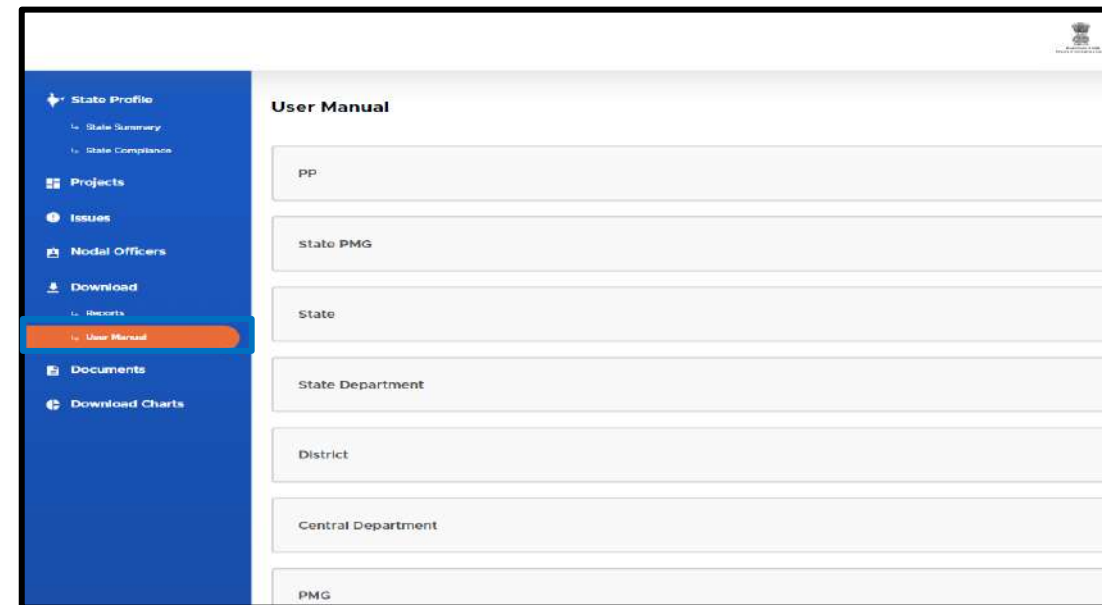 State Profile
State Summary
State Compliance
Projects
Issues
Nodal Officers
Download
Reports
User Manual
Documents
Download Charts
User Manual
PP
State PMG
State
State Department
District
Central Department
PMG